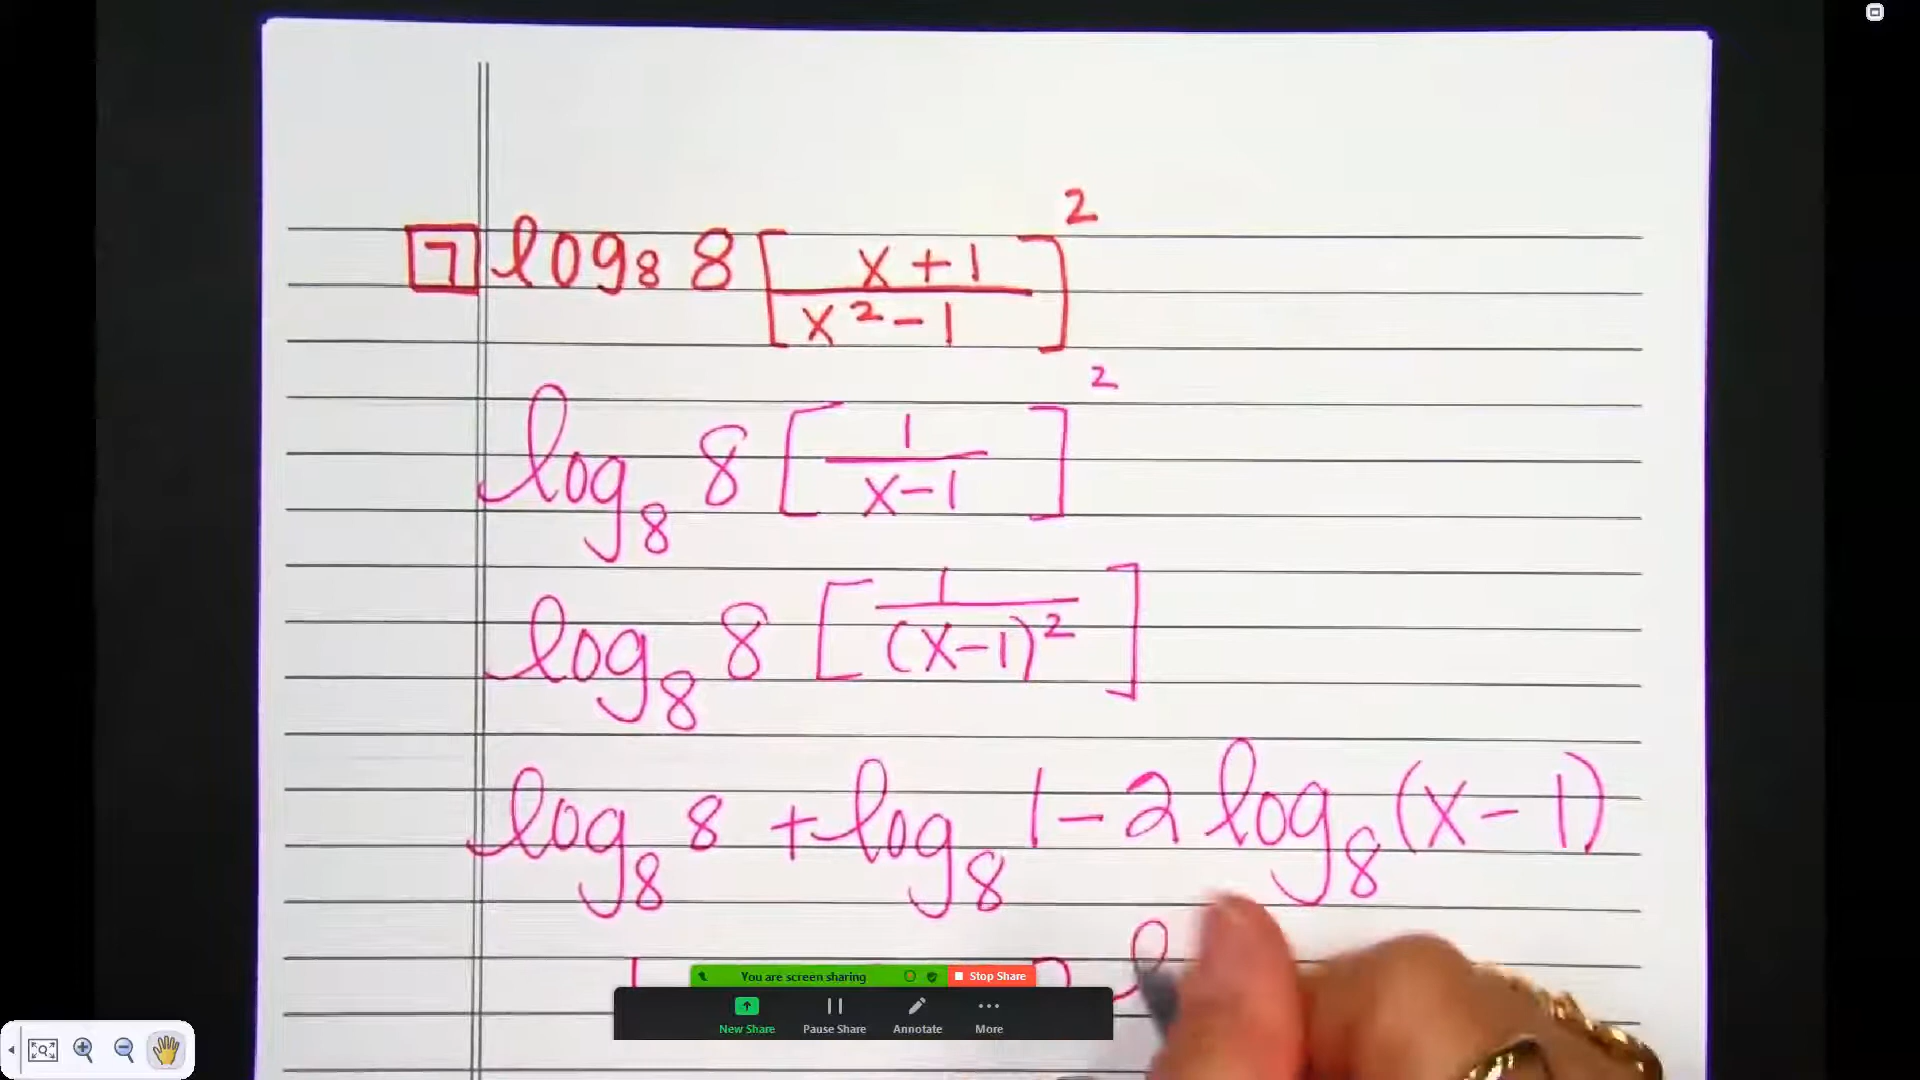 7 log₈ 8 [ (x+1)/(x²-1) ]²
log₈ 8 [ 1/(x-1) ]²
log₈ 8 [ 1/(x-1)² ]
log₈ 8 + log₈ 1 - 2 log₈ (x-1)
You are screen sharing Stop Share
New Share Pause Share Annotate More